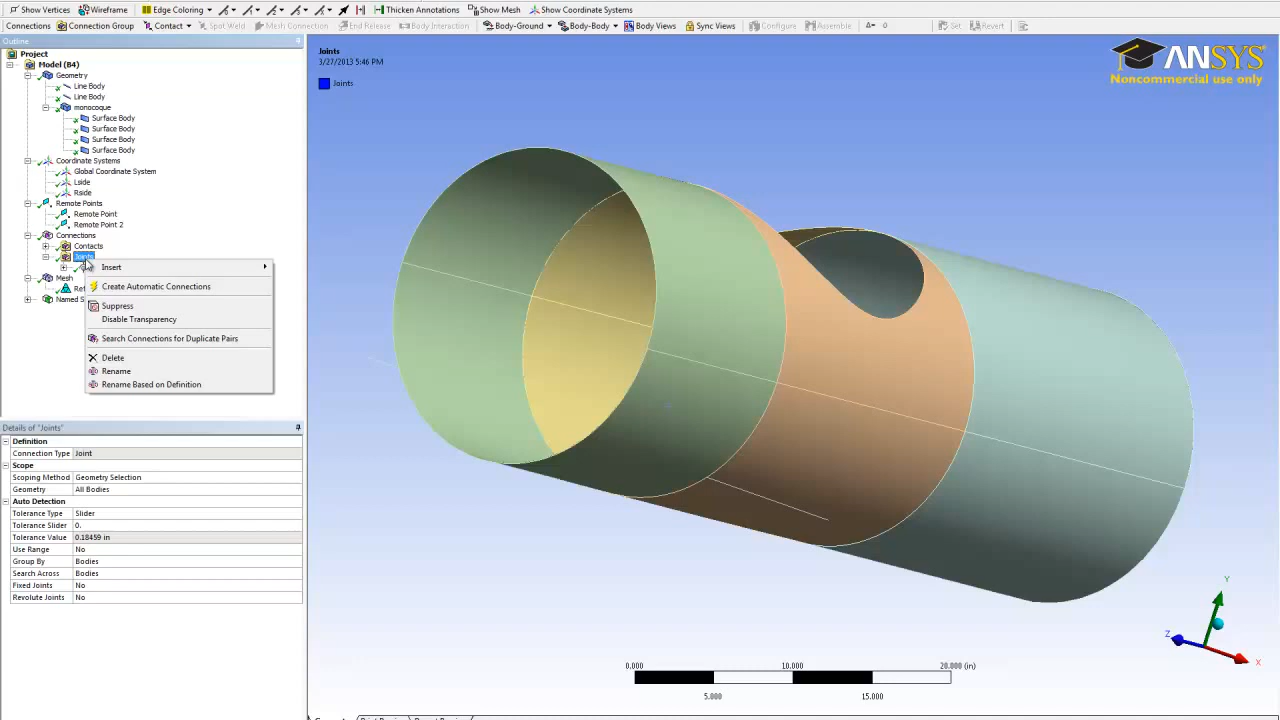 Show Vertices Wireframe Edge Coloring Thicken Annotations Show Mesh Show Coordinate Systems
Connection Group Contact Spot Weld Mesh Connection End Release Body Interaction Body-Ground Body-Body Body Views Sync Views Configure Assemble Δ= 0 Set Revert
Outline
Project
Model (B4)
Geometry
Line Body
Line Body
monocoque
Surface Body
Surface Body
Surface Body
Surface Body
Coordinate Systems
Global Coordinate System
Lside
Rside
Remote Points
Remote Point
Remote Point 2
Connections
Contacts
Joints
Mesh
Named S
Insert
Create Automatic Connections
Suppress
Disable Transparency
Search Connections for Duplicate Pairs
Delete
Rename
Rename Based on Definition
Details of "Joints"
Definition
Connection Type Joint
Scope
Scoping Method Geometry Selection
Geometry All Bodies
Auto Detection
Tolerance Type Slider
Tolerance Slider 0.
Tolerance Value 0.18459 in
Use Range No
Group By Bodies
Search Across Bodies
Fixed Joints No
Revolute Joints No
Joints
3/27/2013 5:46 PM
Joints
ANSYS
Noncommercial use only
Y
Z
X
0.000 10.000 20.000 (in)
5.000 15.000